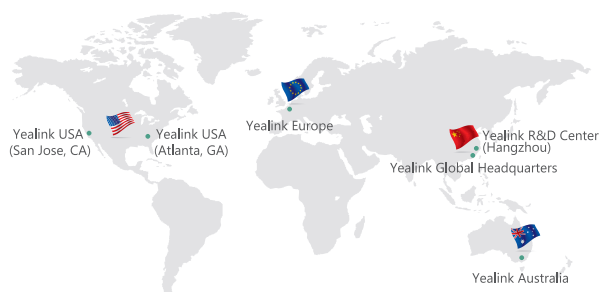 Yealink USA
(San Jose, CA)
Yealink USA
(Atlanta, GA)
Yealink Europe
Yealink R&D Center
(Hangzhou)
Yealink Global Headquarters
Yealink Australia